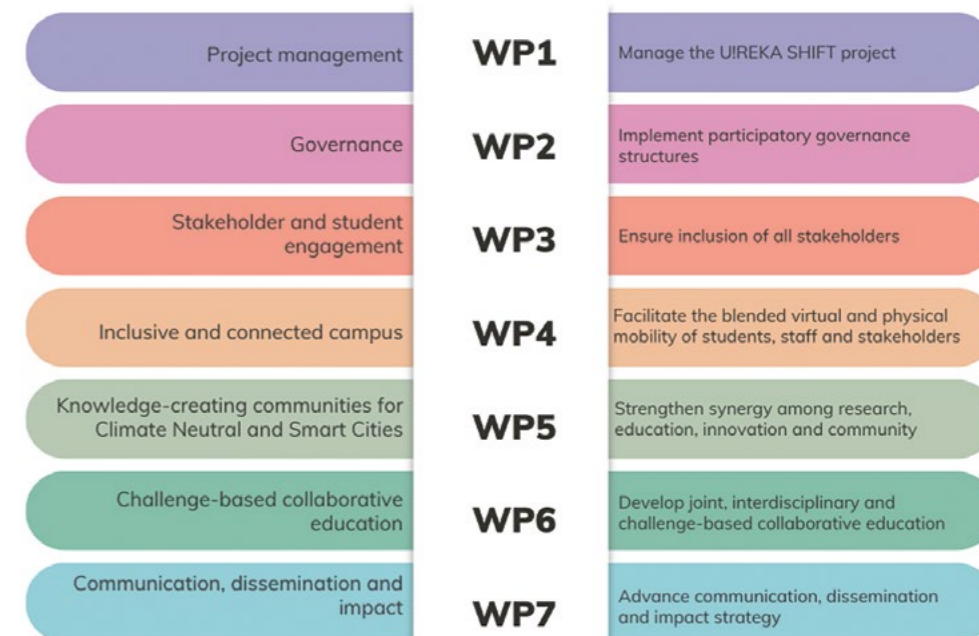 Project management
WP1
Manage the U!REKA SHIFT project
Governance
WP2
Implement participatory governance
structures
Stakeholder and student
engagement
WP3
Ensure inclusion of all stakeholders
Inclusive and connected campus
WP4
Facilitate the blended virtual and physical
mobility of students, staff and stakeholders
Knowledge-creating communities for
Climate Neutral and Smart Cities
WP5
Strengthen synergy among research,
education, innovation and community
Challenge-based collaborative
education
WP6
Develop joint, interdisciplinary and
challenge-based collaborative education
Communication, dissemination and
impact
WP7
Advance communication, dissemination
and impact strategy